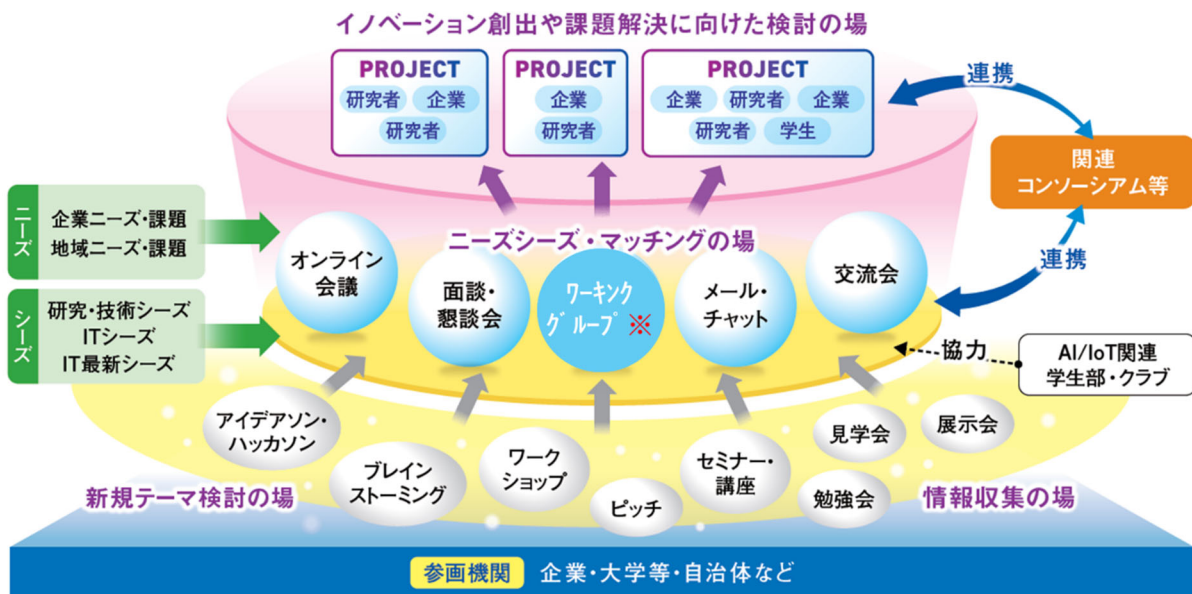 イノベーション創出や課題解決に向けた検討の場
PROJECT
研究者 企業
研究者
PROJECT
企業
研究者
PROJECT
企業 研究者 企業
研究者 学生
連携
関連
コンソーシアム等
連携
ニーズ
企業ニーズ・課題
地域ニーズ・課題
シーズ
研究・技術シーズ
ITシーズ
IT最新シーズ
ニーズシーズ・マッチングの場
オンライン
会議
面談・
懇談会
ワーキング
グループ ※
メール・
チャット
交流会
協力
AI/IoT関連
学生部・クラブ
アイデアソン・
ハッカソン
ブレイン
ストーミング
ワーク
ショップ
ピッチ
セミナー・
講座
見学会
展示会
勉強会
新規テーマ検討の場
情報収集の場
参画機関 企業・大学等・自治体など